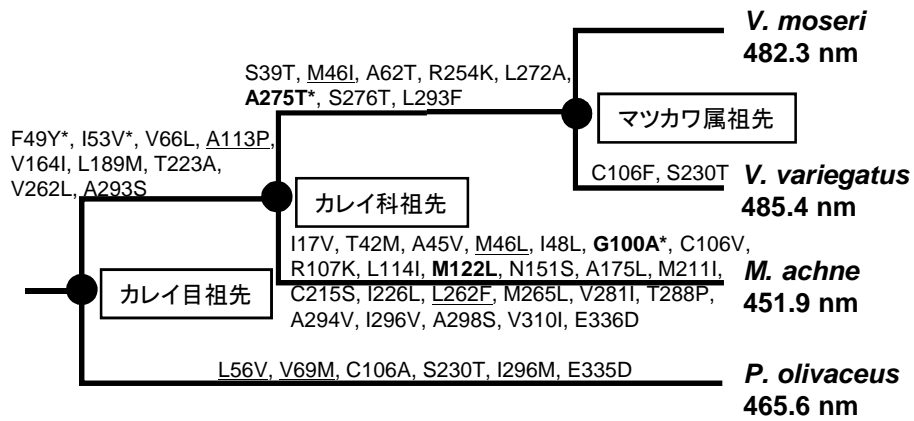 V. moseri
482.3 nm
S39T, M46I, A62T, R254K, L272A,
A275T*, S276T, L293F
マツカワ属祖先
F49Y*, I53V*, V66L, A113P,
V164I, L189M, T223A,
V262L, A293S
C106F, S230T
V. variegatus
485.4 nm
カレイ科祖先
I17V, T42M, A45V, M46L, I48L, G100A*, C106V,
R107K, L114I, M122L, N151S, A175L, M211I,
C215S, I226L, L262F, M265L, V281I, T288P,
A294V, I296V, A298S, V310I, E336D
M. achne
451.9 nm
カレイ目祖先
L56V, V69M, C106A, S230T, I296M, E335D
P. olivaceus
465.6 nm